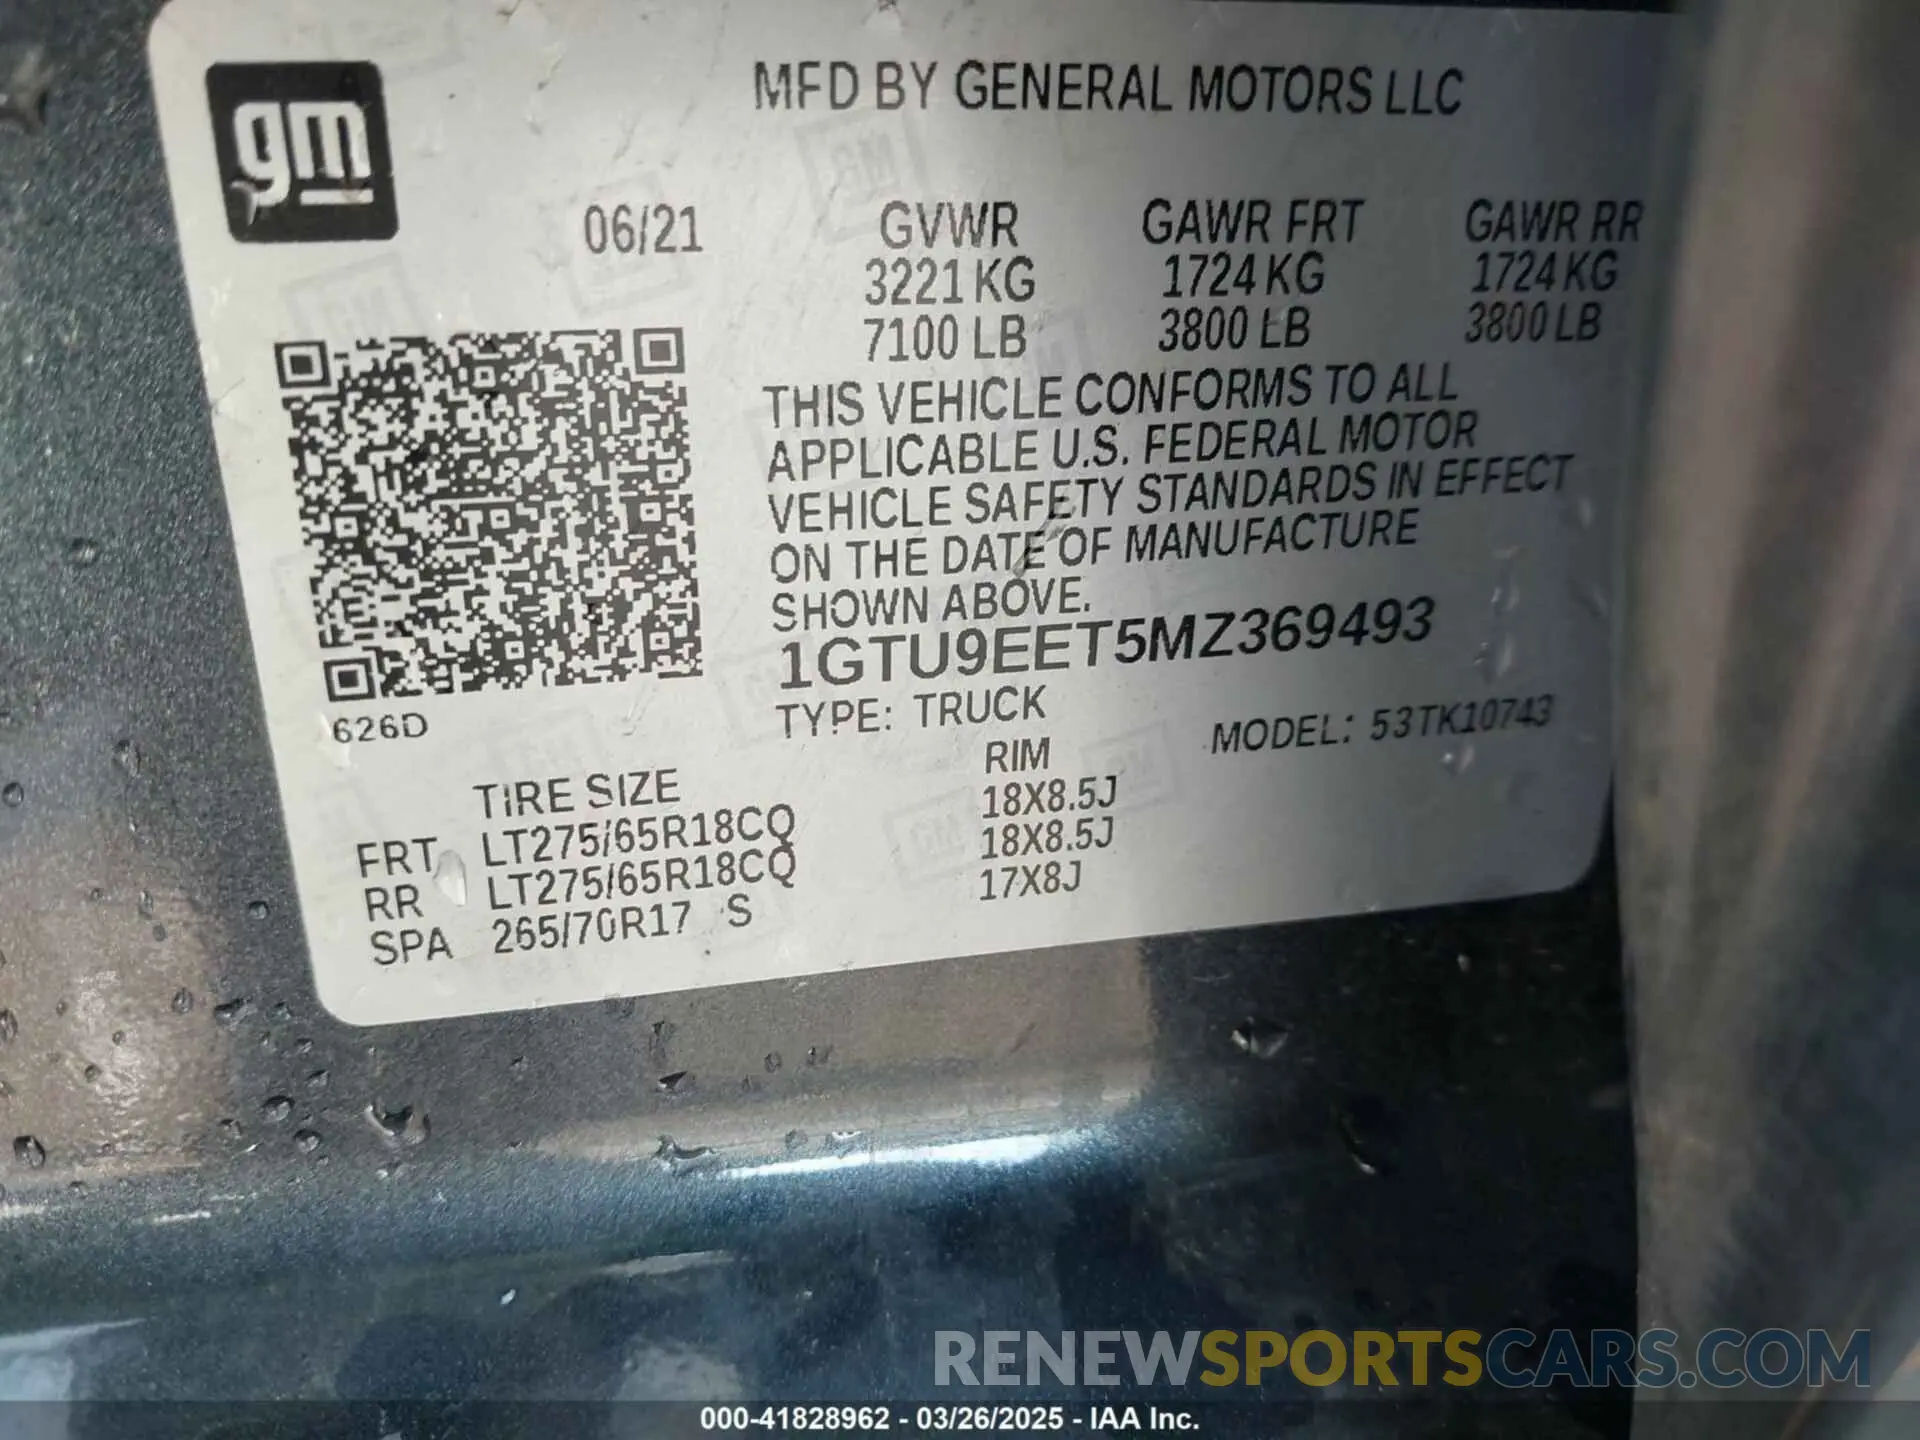 gm
MFD BY GENERAL MOTORS LLC
06/21
GVWR GAWR FRT GAWR RR
3221 KG 1724 KG 1724 KG
7100 LB 3800 LB 3800 LB
THIS VEHICLE CONFORMS TO ALL
APPLICABLE U.S. FEDERAL MOTOR
VEHICLE SAFETY STANDARDS IN EFFECT
ON THE DATE OF MANUFACTURE
SHOWN ABOVE.
1GTU9EET5MZ369493
626D
TYPE: TRUCK MODEL: 53TK10743
TIRE SIZE RIM
FRT LT275/65R18CQ 18X8.5J
RR LT275/65R18CQ 18X8.5J
SPA 265/70R17 S 17X8J
RENEWSPORTSCARS.COM
000-41828962 - 03/26/2025 - IAA Inc.